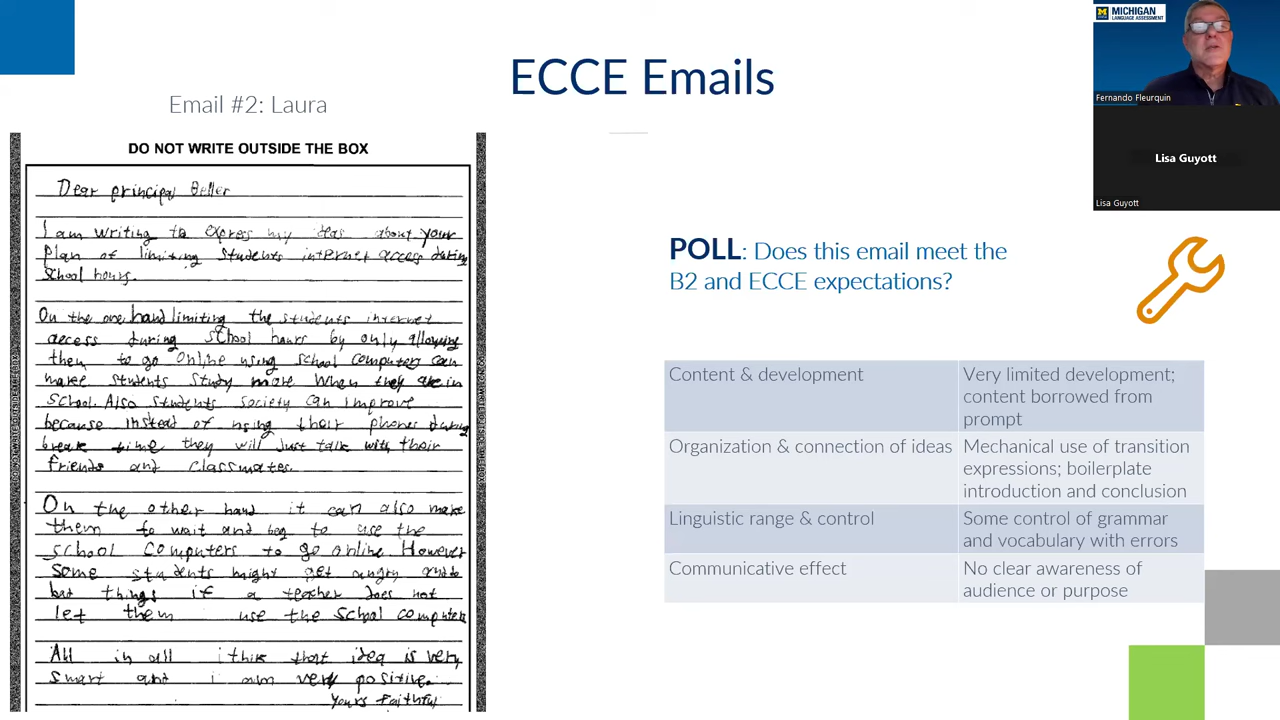 MICHIGAN
LANGUAGE ASSESSMENT
Fernando Fleurquin
Lisa Guyott
Lisa Guyott
ECCE Emails
Email #2: Laura
DO NOT WRITE OUTSIDE THE BOX
Dear principal Beller
I am writing to express my ideas about your
Plan of limiting students internet access during
School hours.
On the one hand limiting the students internet
access during school hours by only allowing
them to go online using school computers can
make students study more when they are in
school. Also students society can improve
because instead of using their phones during
break time they will just talk with their
friends and classmates.
On the other hand it can also make
them to wait and beg to use the
school computers to go online. However
some students might get angry and do
bad things if a teacher does not
let them use the school computers
All in all i think that idea is very
smart and i am very positive.
Yours Faithful
POLL: Does this email meet the
B2 and ECCE expectations?
Content & development
Very limited development;
content borrowed from
prompt
Organization & connection of ideas
Mechanical use of transition
expressions; boilerplate
introduction and conclusion
Linguistic range & control
Some control of grammar
and vocabulary with errors
Communicative effect
No clear awareness of
audience or purpose